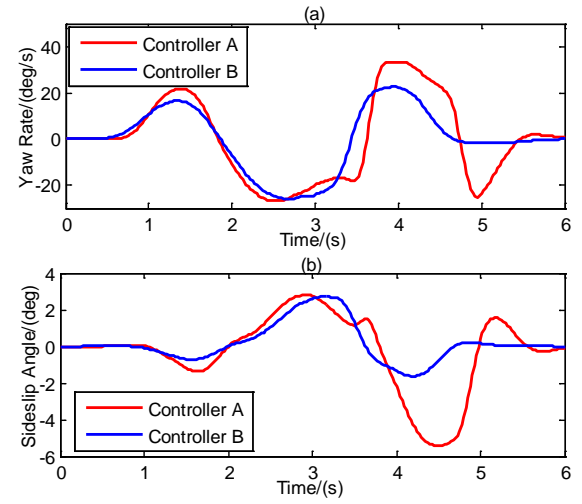 (a)
Controller A
Controller B
40
20
0
-20
Yaw Rate/(deg/s)
0 1 2 3 4 5 6
Time/(s)
(b)
4
2
0
-2
-4
-6
Sideslip Angle/(deg)
Controller A
Controller B
0 1 2 3 4 5 6
Time/(s)